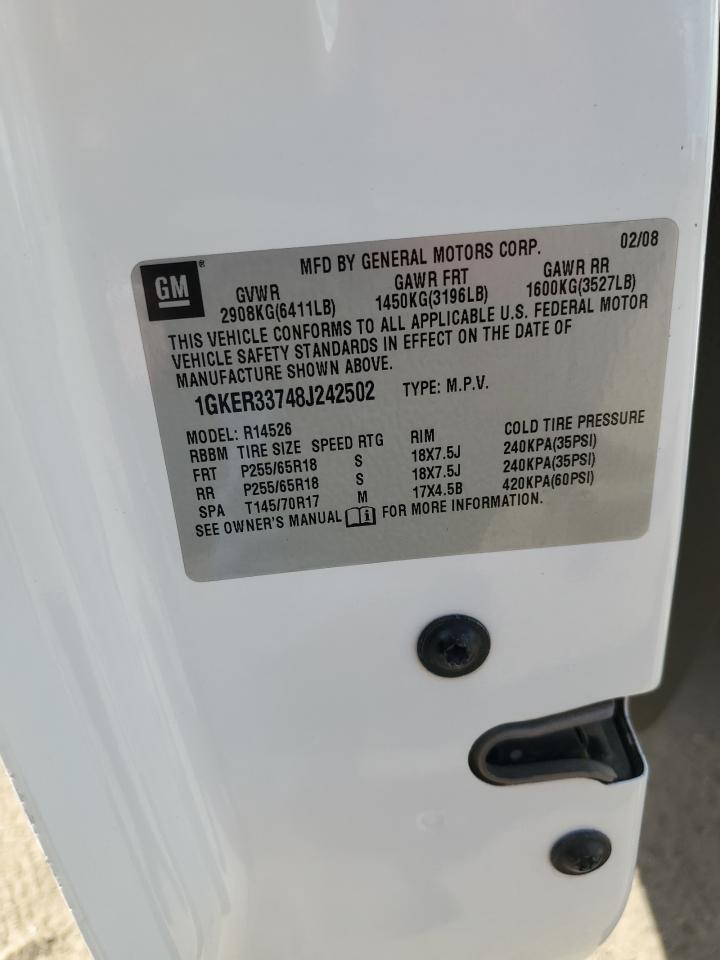 GM®
MFD BY GENERAL MOTORS CORP. 02/08
GVWR GAWR FRT GAWR RR
2908KG(6411LB) 1450KG(3196LB) 1600KG(3527LB)
THIS VEHICLE CONFORMS TO ALL APPLICABLE U.S. FEDERAL MOTOR
VEHICLE SAFETY STANDARDS IN EFFECT ON THE DATE OF
MANUFACTURE SHOWN ABOVE.
1GKER33748J242502 TYPE: M.P.V.
MODEL: R14526
RBBM TIRE SIZE SPEED RTG RIM COLD TIRE PRESSURE
FRT P255/65R18 S 18X7.5J 240KPA(35PSI)
RR P255/65R18 S 18X7.5J 240KPA(35PSI)
SPA T145/70R17 M 17X4.5B 420KPA(60PSI)
SEE OWNER'S MANUAL i FOR MORE INFORMATION.